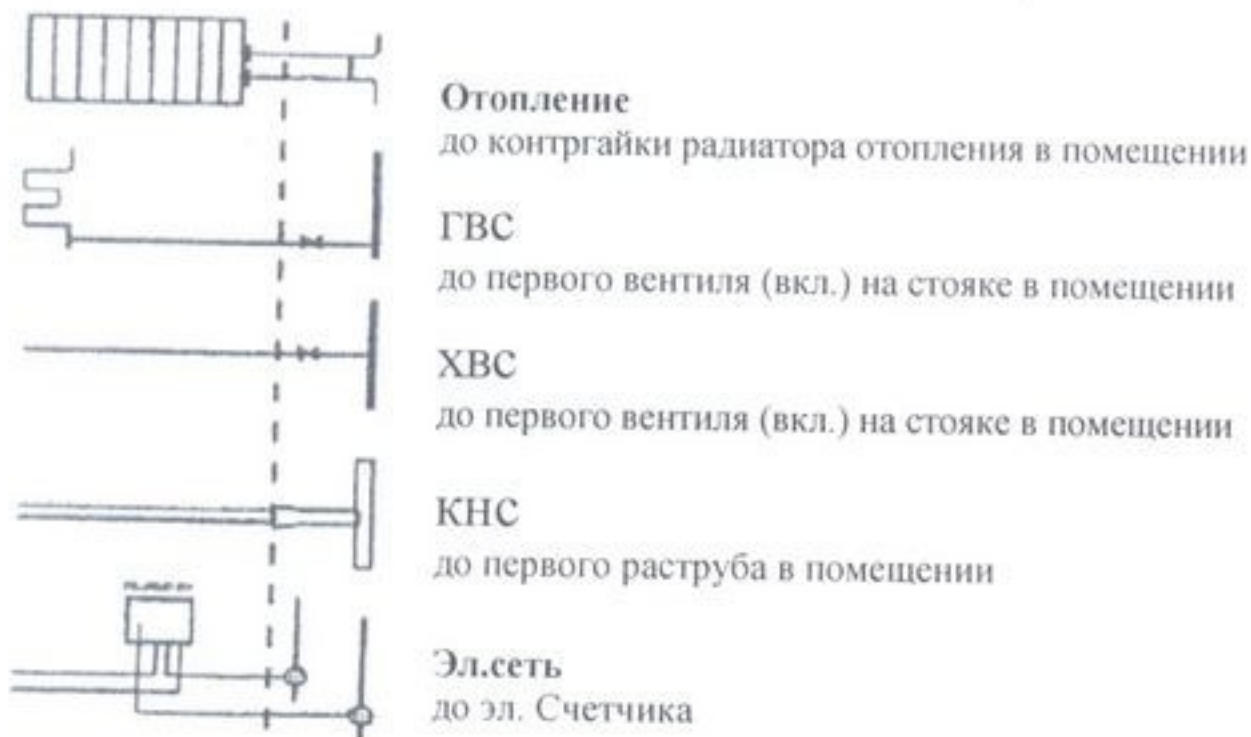 Отопление
до контргайки радиатора отопления в помещении
ГВС
до первого вентиля (вкл.) на стояке в помещении
ХВС
до первого вентиля (вкл.) на стояке в помещении
КНС
до первого раструба в помещении
Эл.сеть
до эл. Счетчика